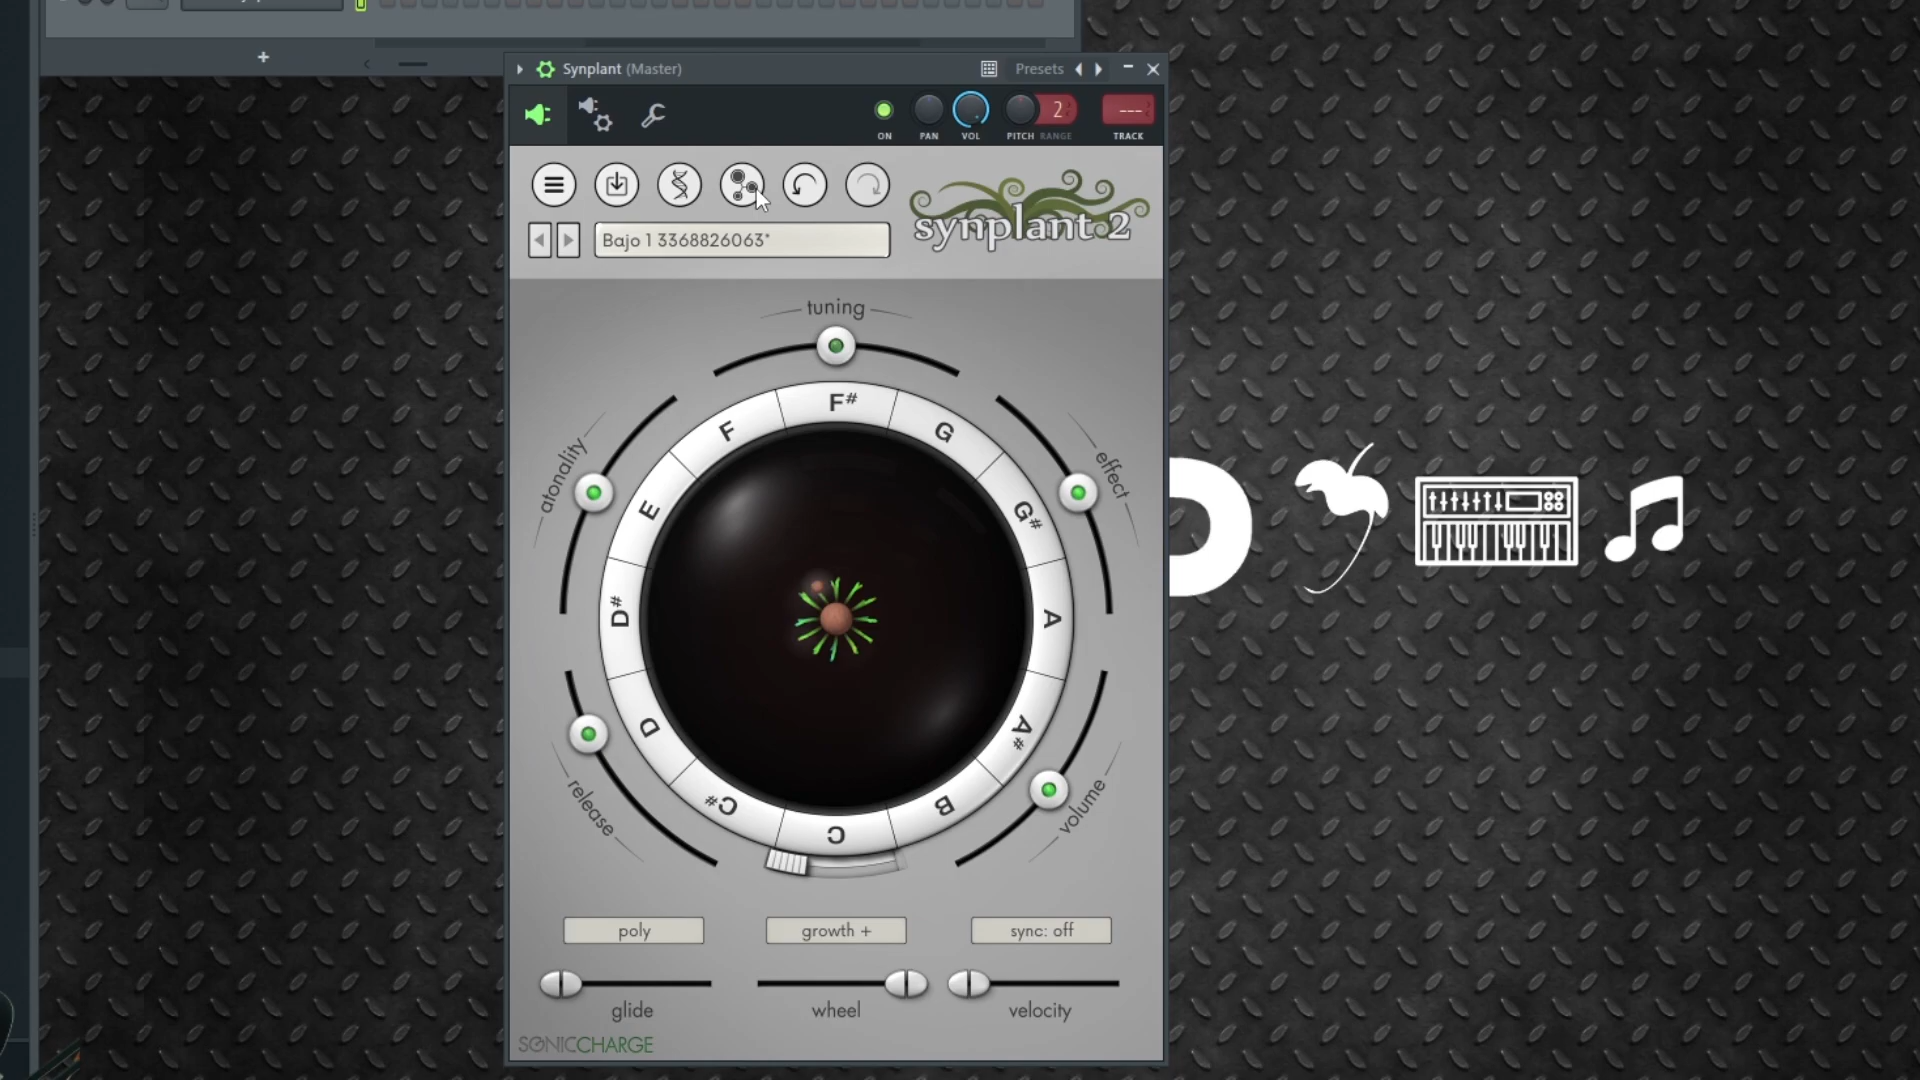 +
Synplant (Master)
Presets
2
---
ON
PAN
VOL
PITCH
RANGE
TRACK
Bajo 1 3368826063*
synplant 2
tuning
atonality
effect
F#
F
G
E
G#
D#
A
D
A#
C#
B
C
release
volume
poly
growth +
sync: off
glide
wheel
velocity
SONICCHARGE